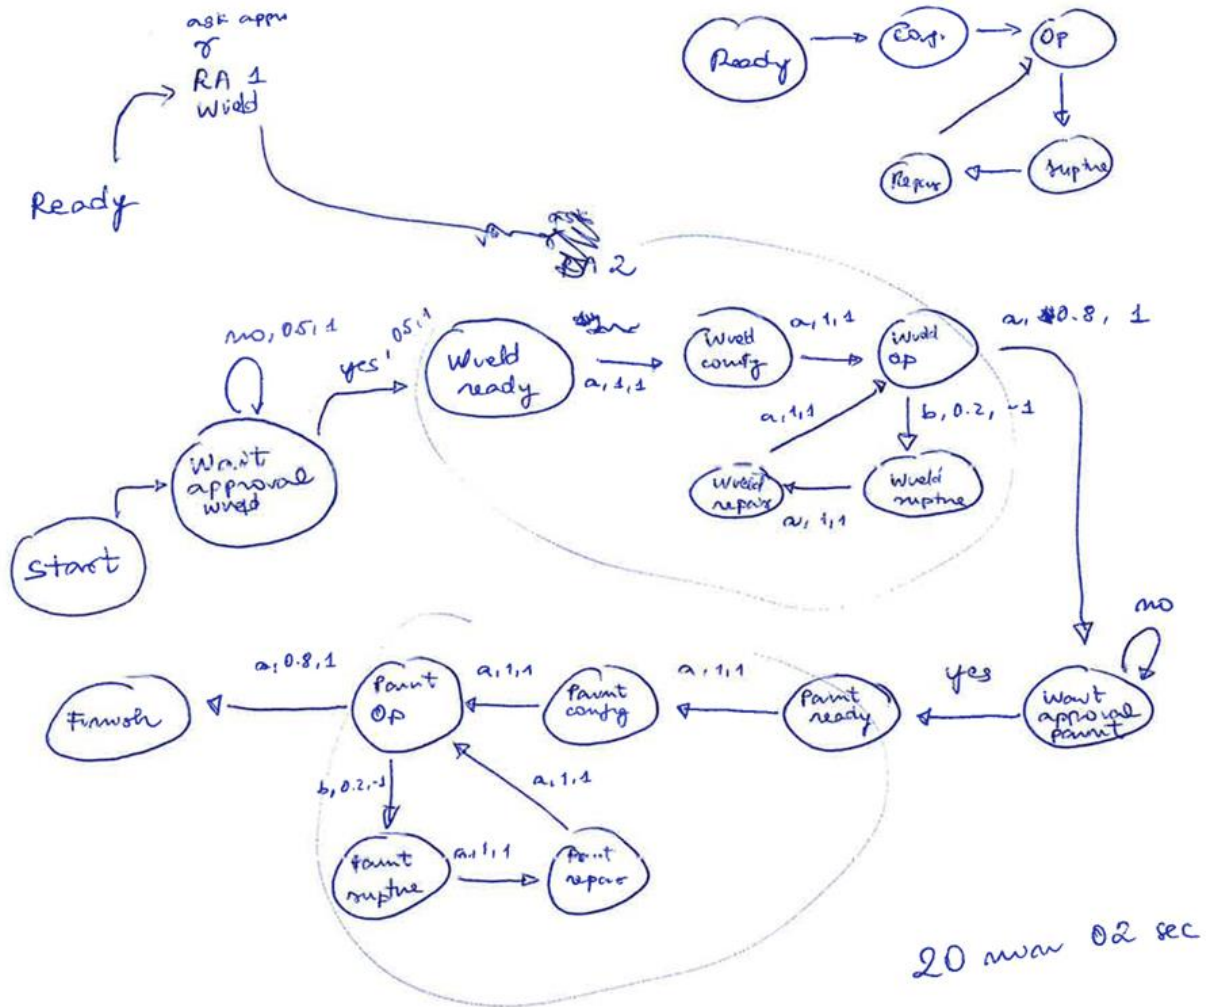 ask appr
RA 1
Wield
Ready
Ready
Config.
Op
rupture
Repair
RA 2
no, 0.5, 1
yes, 0.5, 1
Wield
ready
a, 1, 1
Wield
config
a, 1, 1
Wield
op
a, 0.8, 1
a, 1, 1
b, 0.2, -1
Wield
repair
a, 1, 1
Wield
rupture
Wait
approval
wield
Start
no
yes
Wait
approval
paint
Paint
ready
a, 1, 1
Paint
config
a, 1, 1
Paint
Op
a, 0.8, 1
Finish
b, 0.2, -1
a, 1, 1
Paint
rupture
a, 1, 1
Paint
repair
20 min 02 sec